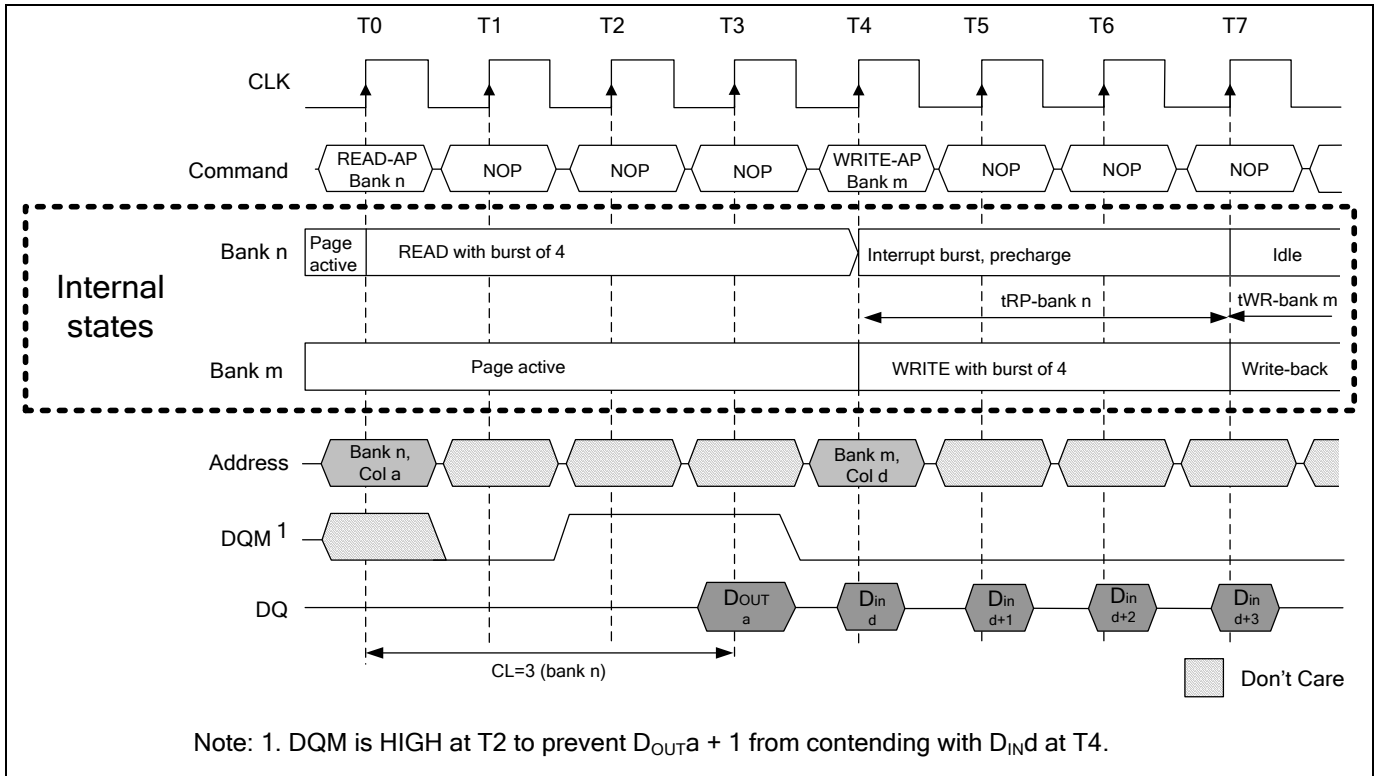 T0 T1 T2 T3 T4 T5 T6 T7
CLK
Command
READ-AP
Bank n
NOP
NOP
NOP
WRITE-AP
Bank m
NOP
NOP
NOP
Internal
states
Bank n
Page
active
READ with burst of 4
Interrupt burst, precharge
Idle
tRP-bank n
tWR-bank m
Bank m
Page active
WRITE with burst of 4
Write-back
Address
Bank n,
Col a
Bank m,
Col d
DQM 1
DQ
DOUT
a
Din
d
Din
d+1
Din
d+2
Din
d+3
CL=3 (bank n)
Don't Care
Note: 1. DQM is HIGH at T2 to prevent DOUTa + 1 from contending with DINd at T4.